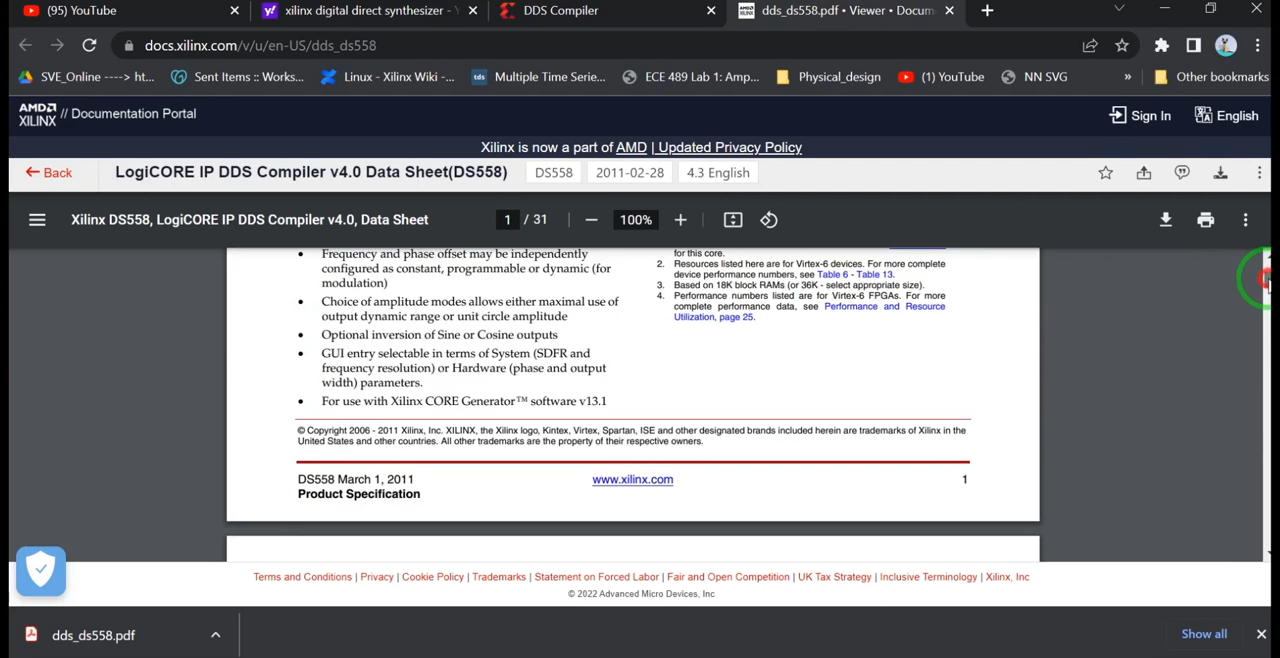 (95) YouTube
xilinx digital direct synthesizer - Y
DDS Compiler
dds_ds558.pdf • Viewer • Docum
docs.xilinx.com/v/u/en-US/dds_ds558
SVE_Online ----> ht...
Sent Items :: Works...
Linux - Xilinx Wiki -...
tds
Multiple Time Serie...
ECE 489 Lab 1: Amp...
Physical_design
(1) YouTube
NN SVG
»
Other bookmarks
AMD XILINX // Documentation Portal
Sign In
English
Xilinx is now a part of AMD | Updated Privacy Policy
Back
LogiCORE IP DDS Compiler v4.0 Data Sheet(DS558)
DS558
2011-02-28
4.3 English
Xilinx DS558, LogiCORE IP DDS Compiler v4.0, Data Sheet
1 / 31
100%
• Frequency and phase offset may be independently
configured as constant, programmable or dynamic (for
modulation)
• Choice of amplitude modes allows either maximal use of
output dynamic range or unit circle amplitude
• Optional inversion of Sine or Cosine outputs
• GUI entry selectable in terms of System (SDFR and
frequency resolution) or Hardware (phase and output
width) parameters.
• For use with Xilinx CORE Generator™ software v13.1
for this core.
2. Resources listed here are for Virtex-6 devices. For more complete
device performance numbers, see Table 6 - Table 13.
3. Based on 18K block RAMs (or 36K - select appropriate size).
4. Performance numbers listed are for Virtex-6 FPGAs. For more
complete performance data, see Performance and Resource
Utilization, page 25.
© Copyright 2006 - 2011 Xilinx, Inc. XILINX, the Xilinx logo, Kintex, Virtex, Spartan, ISE and other designated brands included herein are trademarks of Xilinx in the
United States and other countries. All other trademarks are the property of their respective owners.
DS558 March 1, 2011
www.xilinx.com
1
Product Specification
Terms and Conditions | Privacy | Cookie Policy | Trademarks | Statement on Forced Labor | Fair and Open Competition | UK Tax Strategy | Inclusive Terminology | Xilinx, Inc
© 2022 Advanced Micro Devices, Inc
dds_ds558.pdf
Show all